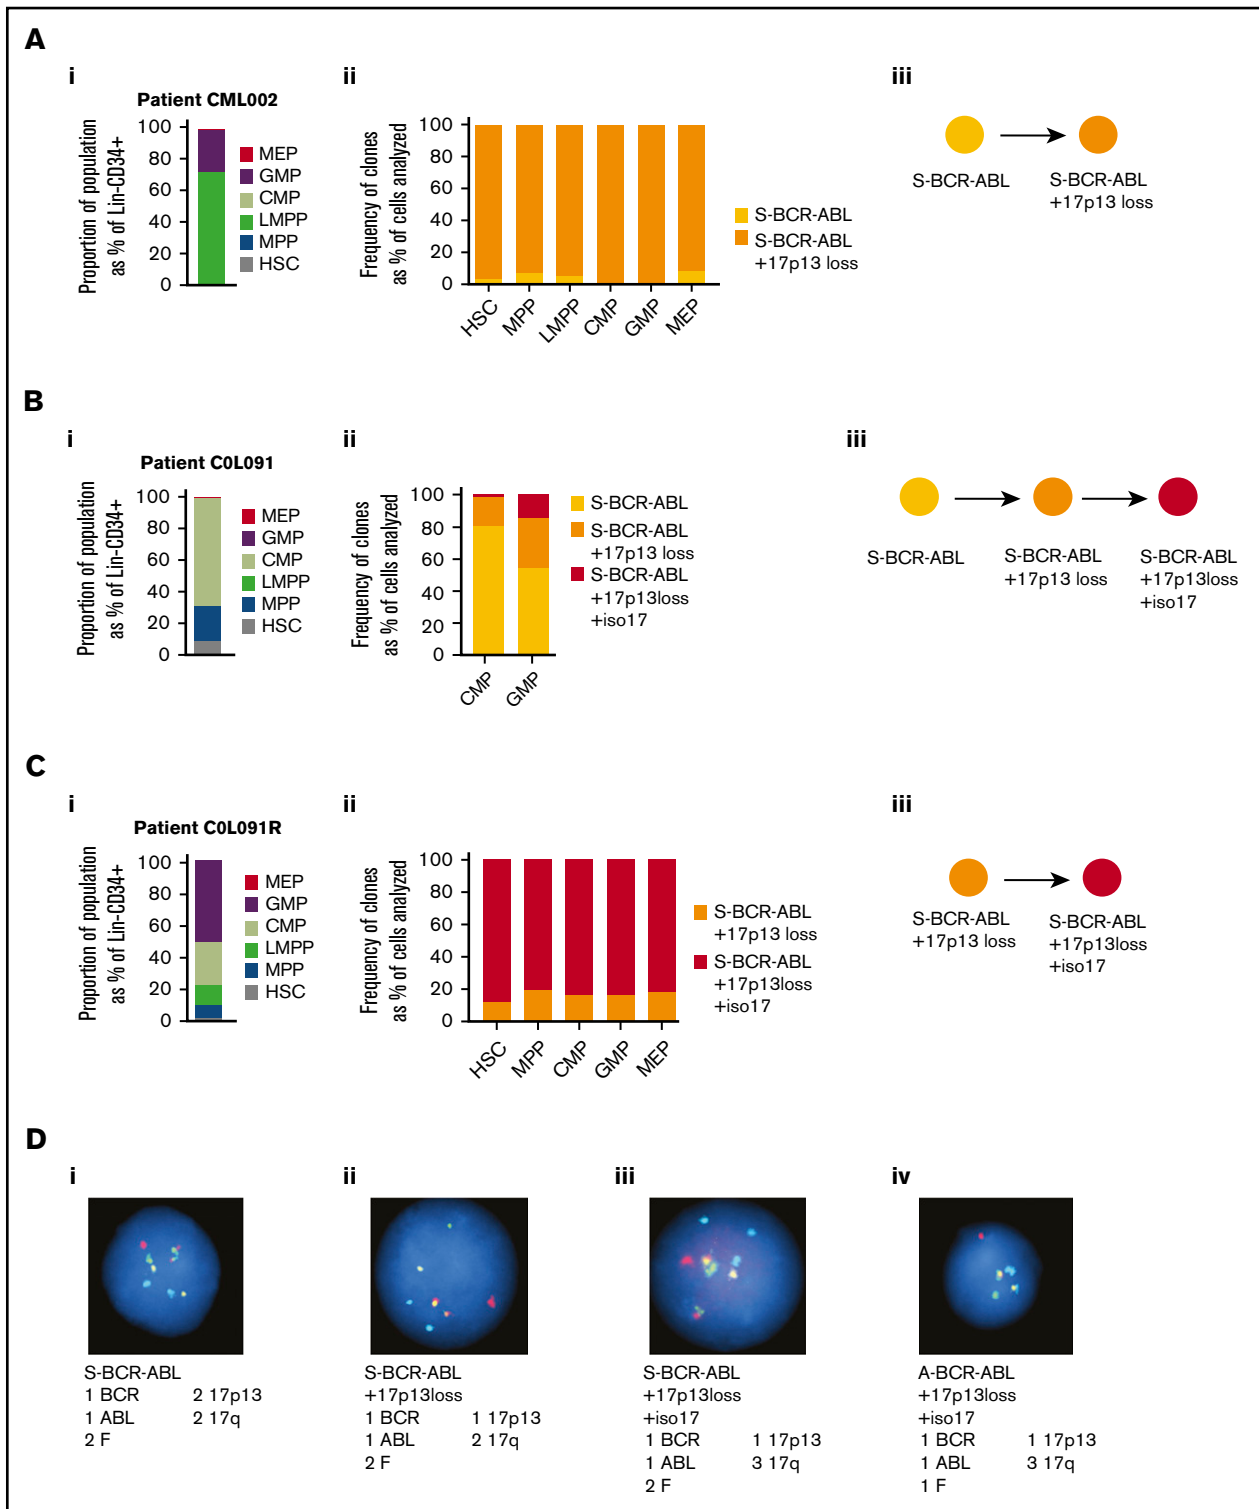 A
i
ii
iii
Patient CML002
Proportion of population
as % of Lin-CD34+
100
80
60
40
20
0
MEP
GMP
CMP
LMPP
MPP
HSC
Frequency of clones
as % of cells analyzed
100
80
60
40
20
0
HSC
MPP
LMPP
CMP
GMP
MEP
S-BCR-ABL
S-BCR-ABL
+17p13 loss
S-BCR-ABL
S-BCR-ABL
+17p13 loss
B
i
ii
iii
Patient C0L091
Proportion of population
as % of Lin-CD34+
100
80
60
40
20
0
MEP
GMP
CMP
LMPP
MPP
HSC
Frequency of clones
as % of cells analyzed
100
80
60
40
20
0
CMP
GMP
S-BCR-ABL
S-BCR-ABL
+17p13 loss
S-BCR-ABL
+17p13loss
+iso17
S-BCR-ABL
S-BCR-ABL
+17p13 loss
S-BCR-ABL
+17p13loss
+iso17
C
i
ii
iii
Patient C0L091R
Proportion of population
as % of Lin-CD34+
100
80
60
40
20
0
MEP
GMP
CMP
LMPP
MPP
HSC
Frequency of clones
as % of cells analyzed
100
80
60
40
20
0
HSC
MPP
CMP
GMP
MEP
S-BCR-ABL
+17p13 loss
S-BCR-ABL
+17p13loss
+iso17
S-BCR-ABL
+17p13 loss
S-BCR-ABL
+17p13loss
+iso17
D
i
ii
iii
iv
S-BCR-ABL
1 BCR 2 17p13
1 ABL 2 17q
2 F
S-BCR-ABL
+17p13loss
1 BCR 1 17p13
1 ABL 2 17q
2 F
S-BCR-ABL
+17p13loss
+iso17
1 BCR 1 17p13
1 ABL 3 17q
2 F
A-BCR-ABL
+17p13loss
+iso17
1 BCR 1 17p13
1 ABL 3 17q
1 F